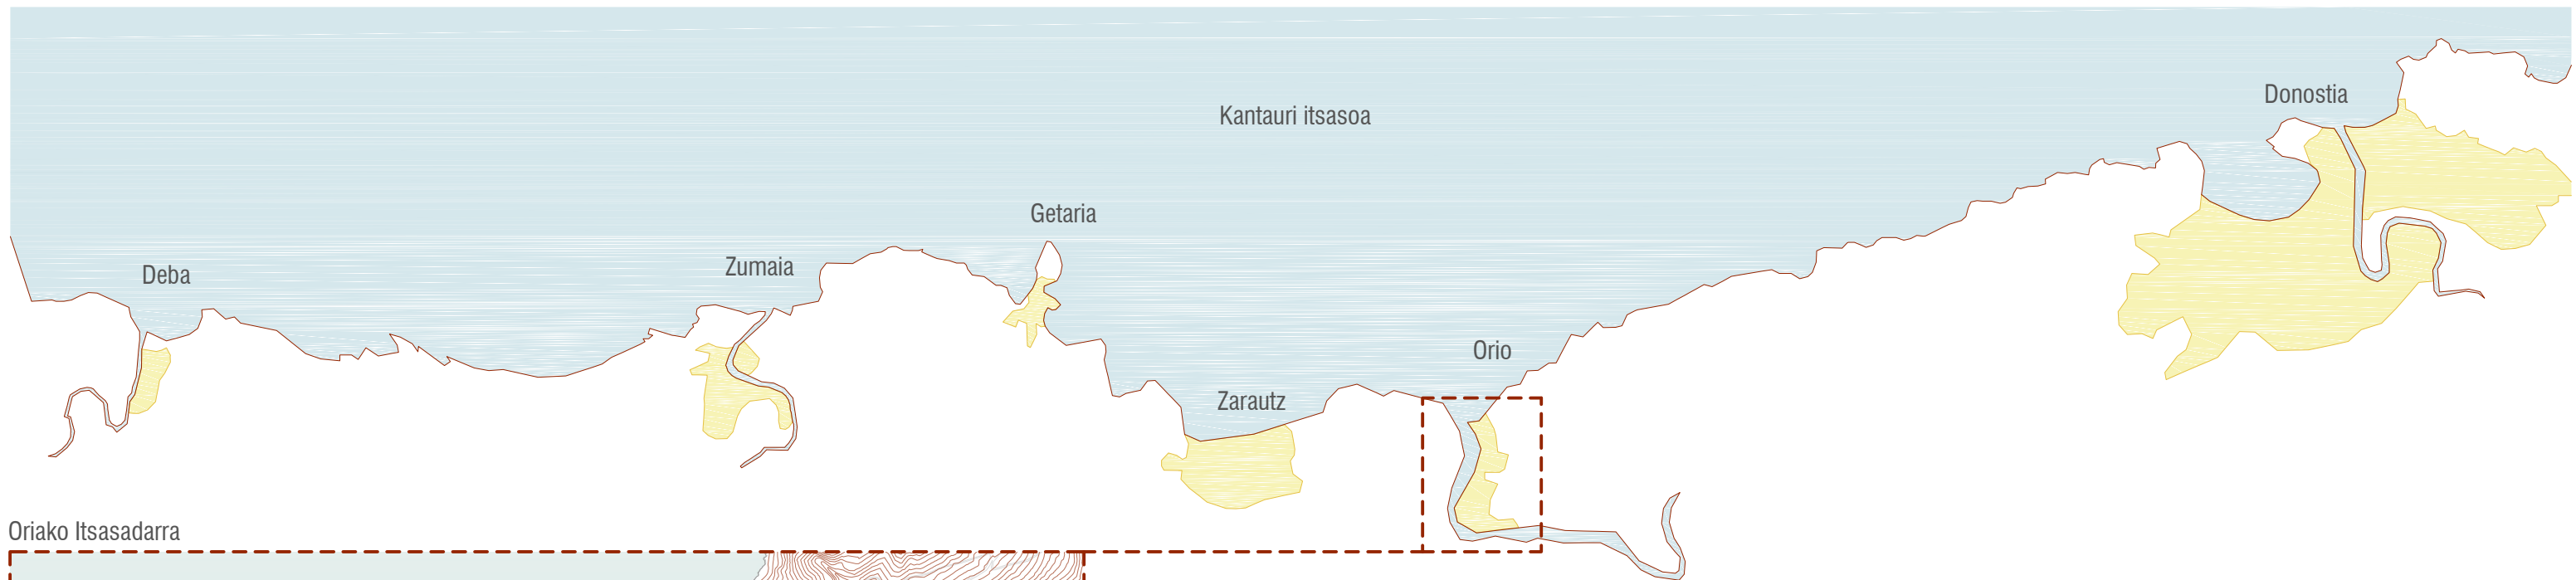 Donostia
Kantauri itsasoa
Getaria
Zumaia
Deba
Orio
Zarautz
Oriako Itsasadarra